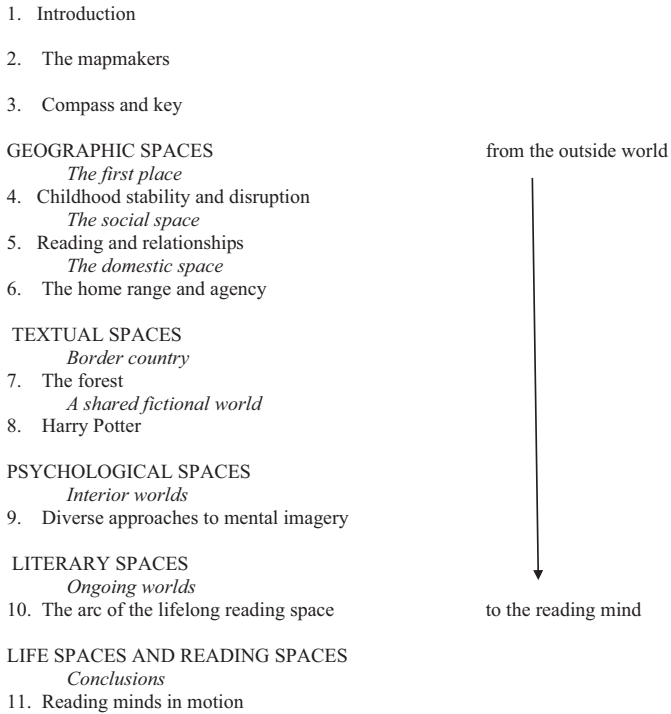 1. Introduction
2. The mapmakers
3. Compass and key
GEOGRAPHIC SPACES from the outside world
The first place
4. Childhood stability and disruption
The social space
5. Reading and relationships
The domestic space
6. The home range and agency
TEXTUAL SPACES
Border country
7. The forest
A shared fictional world
8. Harry Potter
PSYCHOLOGICAL SPACES
Interior worlds
9. Diverse approaches to mental imagery
LITERARY SPACES
Ongoing worlds
10. The arc of the lifelong reading space to the reading mind
LIFE SPACES AND READING SPACES
Conclusions
11. Reading minds in motion